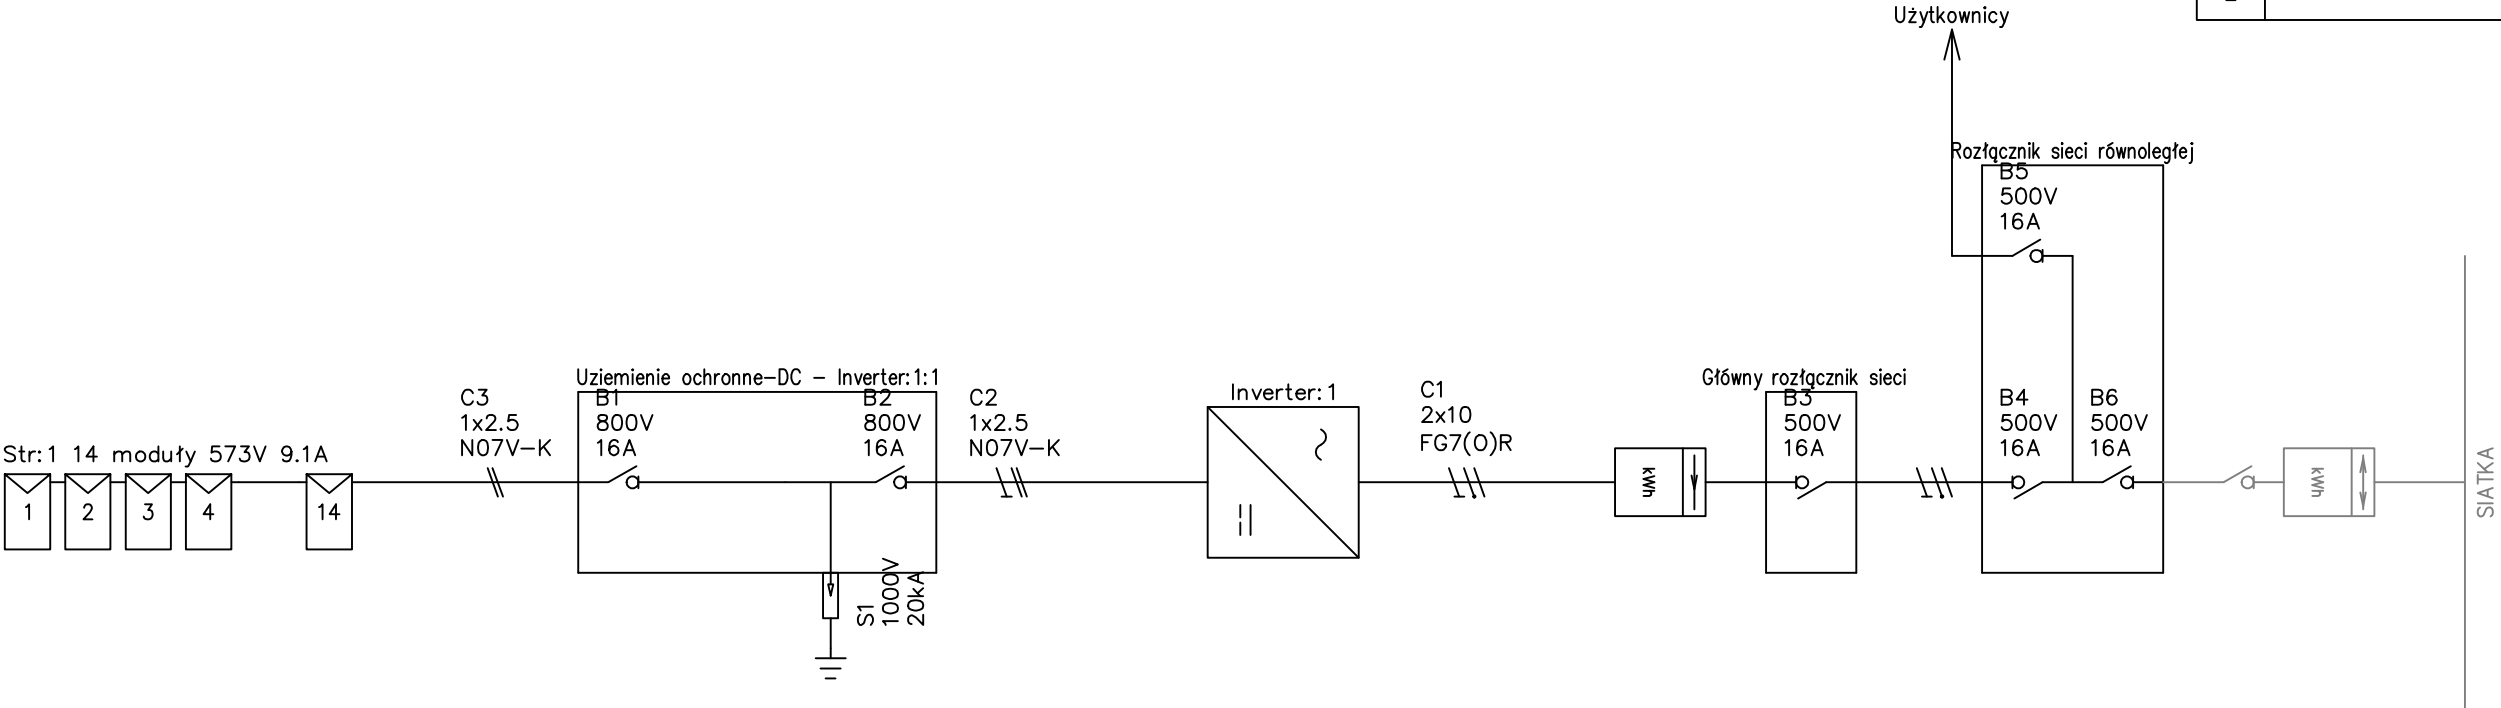 Użytkownicy
Rozłącznik sieci równoległej
B5
500V
16A
Uziemienie ochronne-DC - Inverter:1:1
Główny rozłącznik sieci
C3
1x2.5
N07V-K
B1
800V
16A
B2
800V
16A
C2
1x2.5
N07V-K
Inverter:1
C1
2x10
FG7(O)R
B3
500V
16A
B4
500V
16A
B6
500V
16A
Str:1 14 moduły 573V 9.1A
1
2
3
4
14
kWh
kWh
SIATKA
S1
1000V
20kA